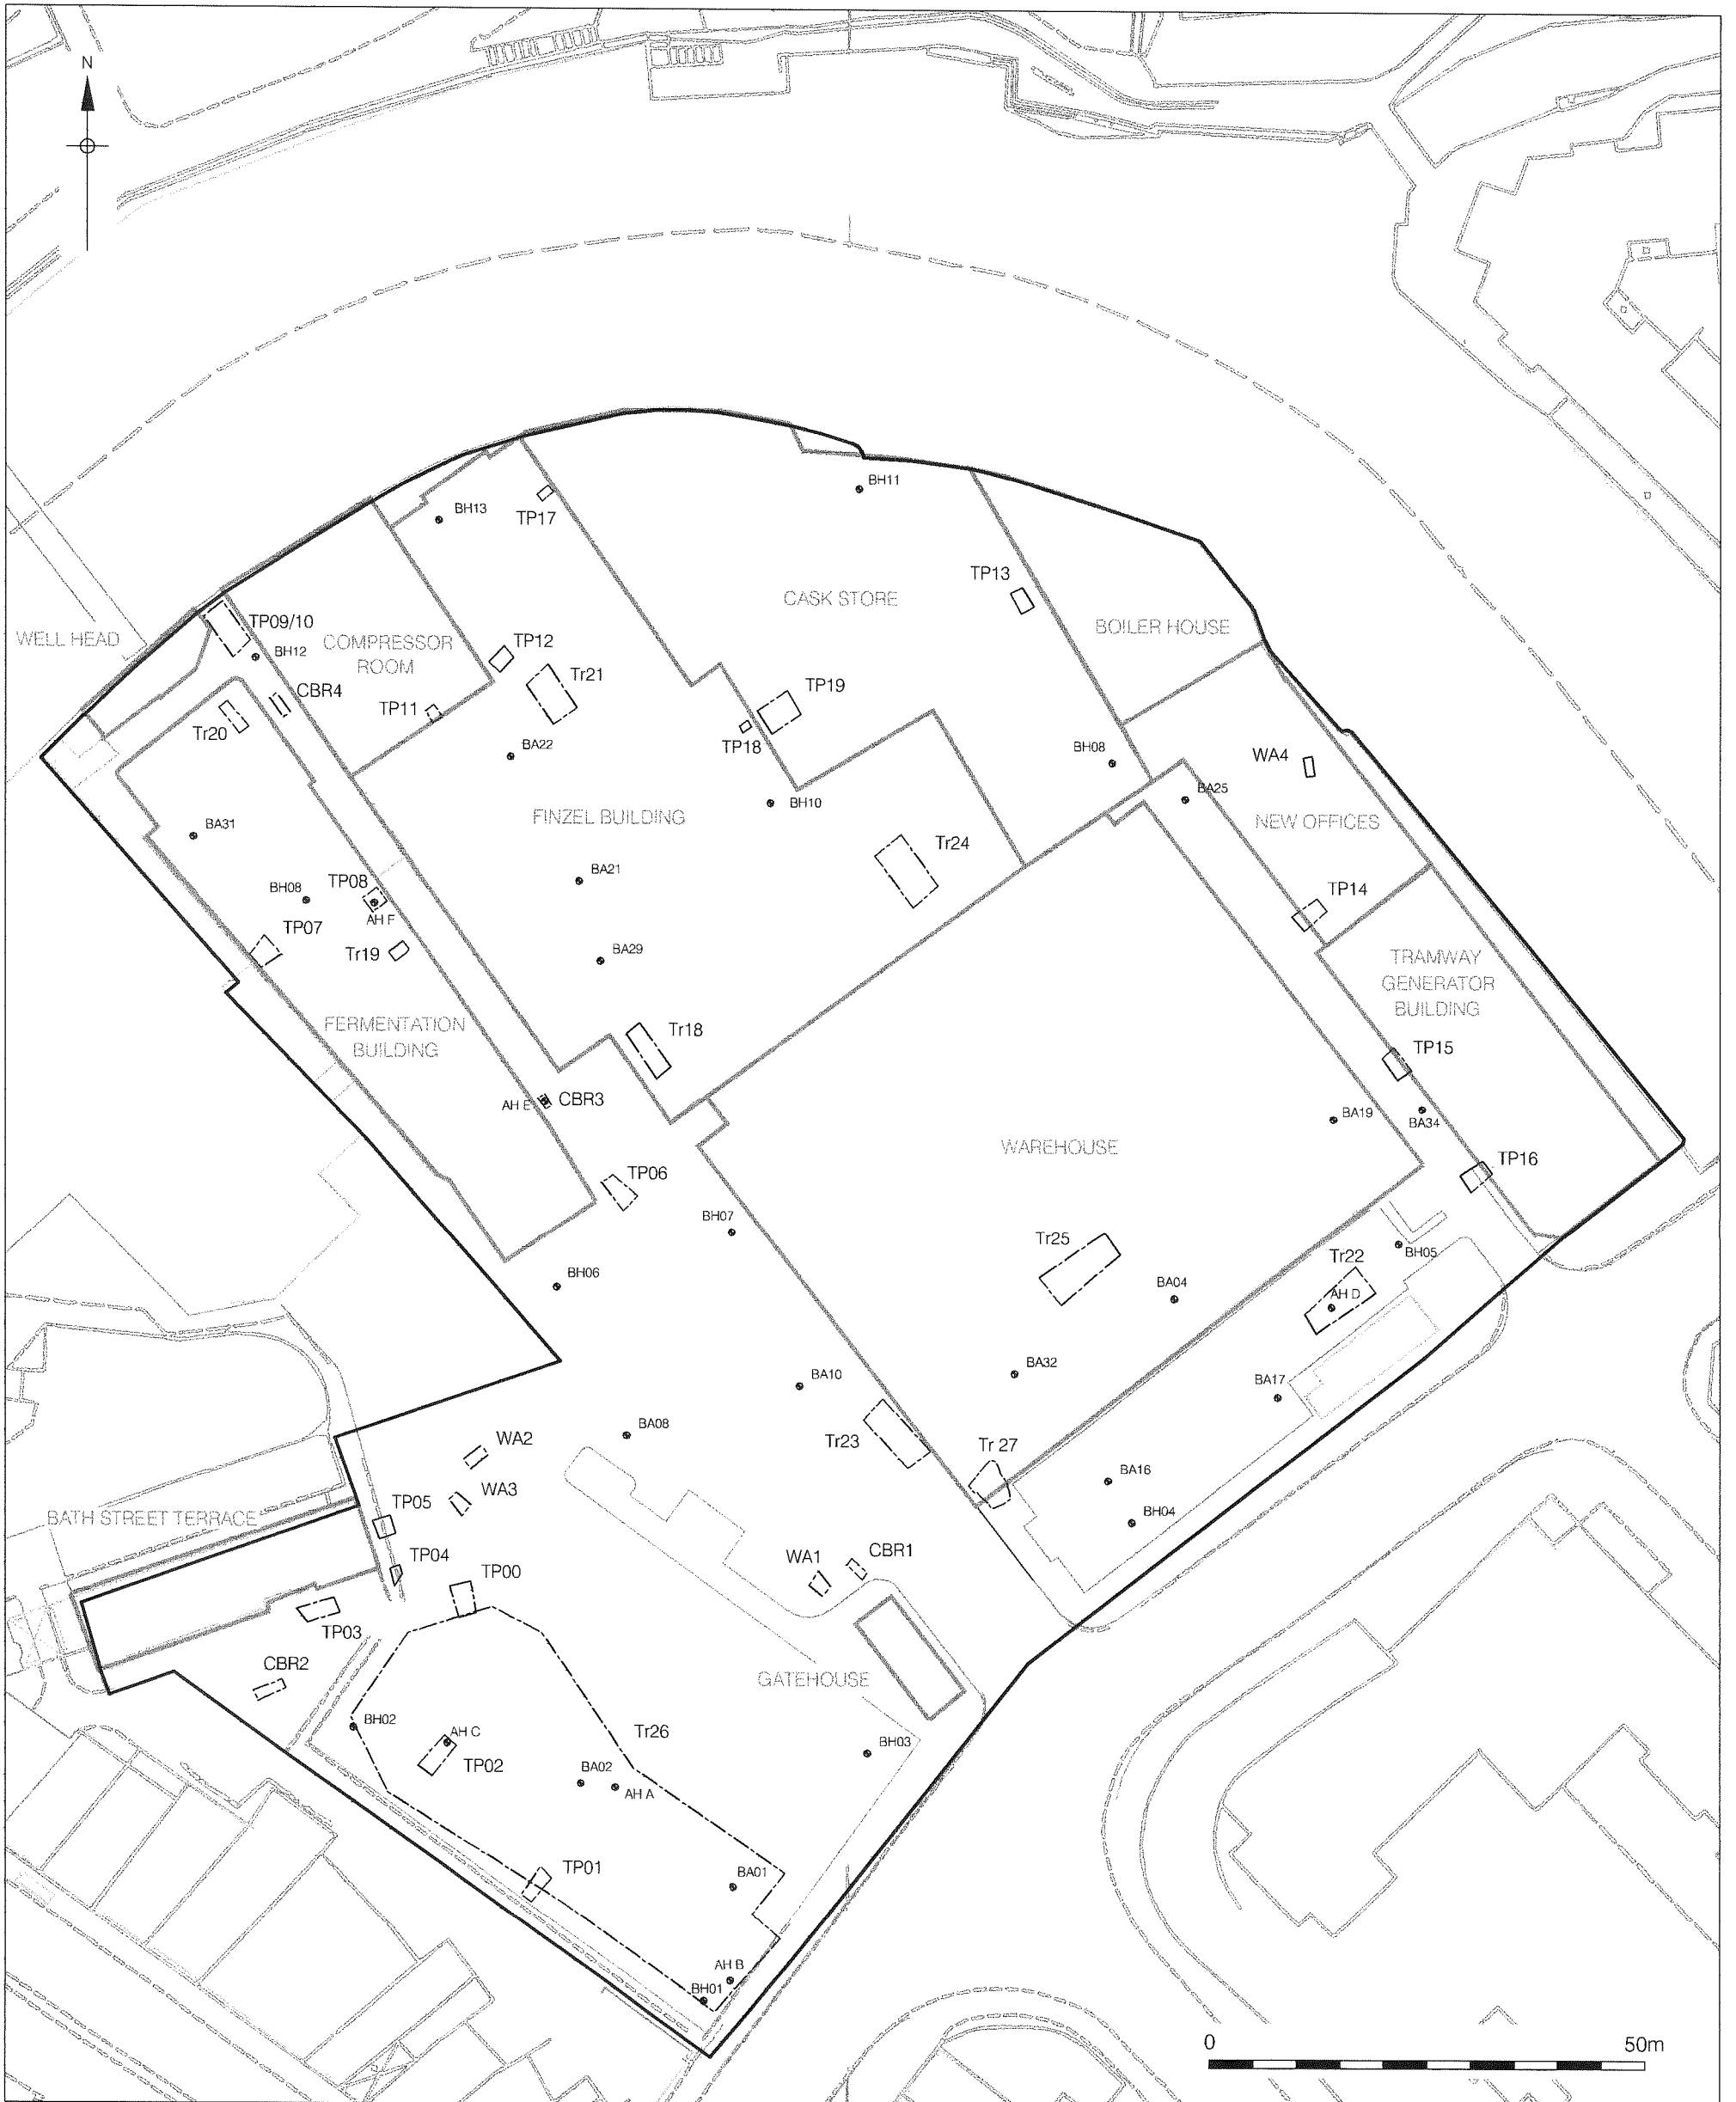 N
BH11
BH13
TP17
TP13
CASK STORE
TP09/10
BOILER HOUSE
WELL HEAD
COMPRESSOR
ROOM
BH12
TP12
Tr21
CBR4
TP19
TP11
Tr20
TP18
BA22
BH08
WA4
BA25
BH10
FINZEL BUILDING
NEW OFFICES
BA31
Tr24
BA21
TP08
BH08
TP14
AH F
TP07
Tr19
BA29
TRAMWAY
GENERATOR
BUILDING
FERMENTATION
BUILDING
Tr18
TP15
AH E
CBR3
BA19
BA34
WAREHOUSE
TP16
TP06
BH07
Tr25
BH05
Tr22
BH06
BA04
AH D
BA32
BA10
BA17
BA08
Tr23
WA2
Tr 27
BA16
WA3
TP05
BATH STREET TERRACE
BH04
TP04
WA1
CBR1
TP00
TP03
CBR2
GATEHOUSE
BH02
AH C
Tr26
TP02
BH03
BA02
AH A
TP01
BA01
AH B
BH01
0
50m